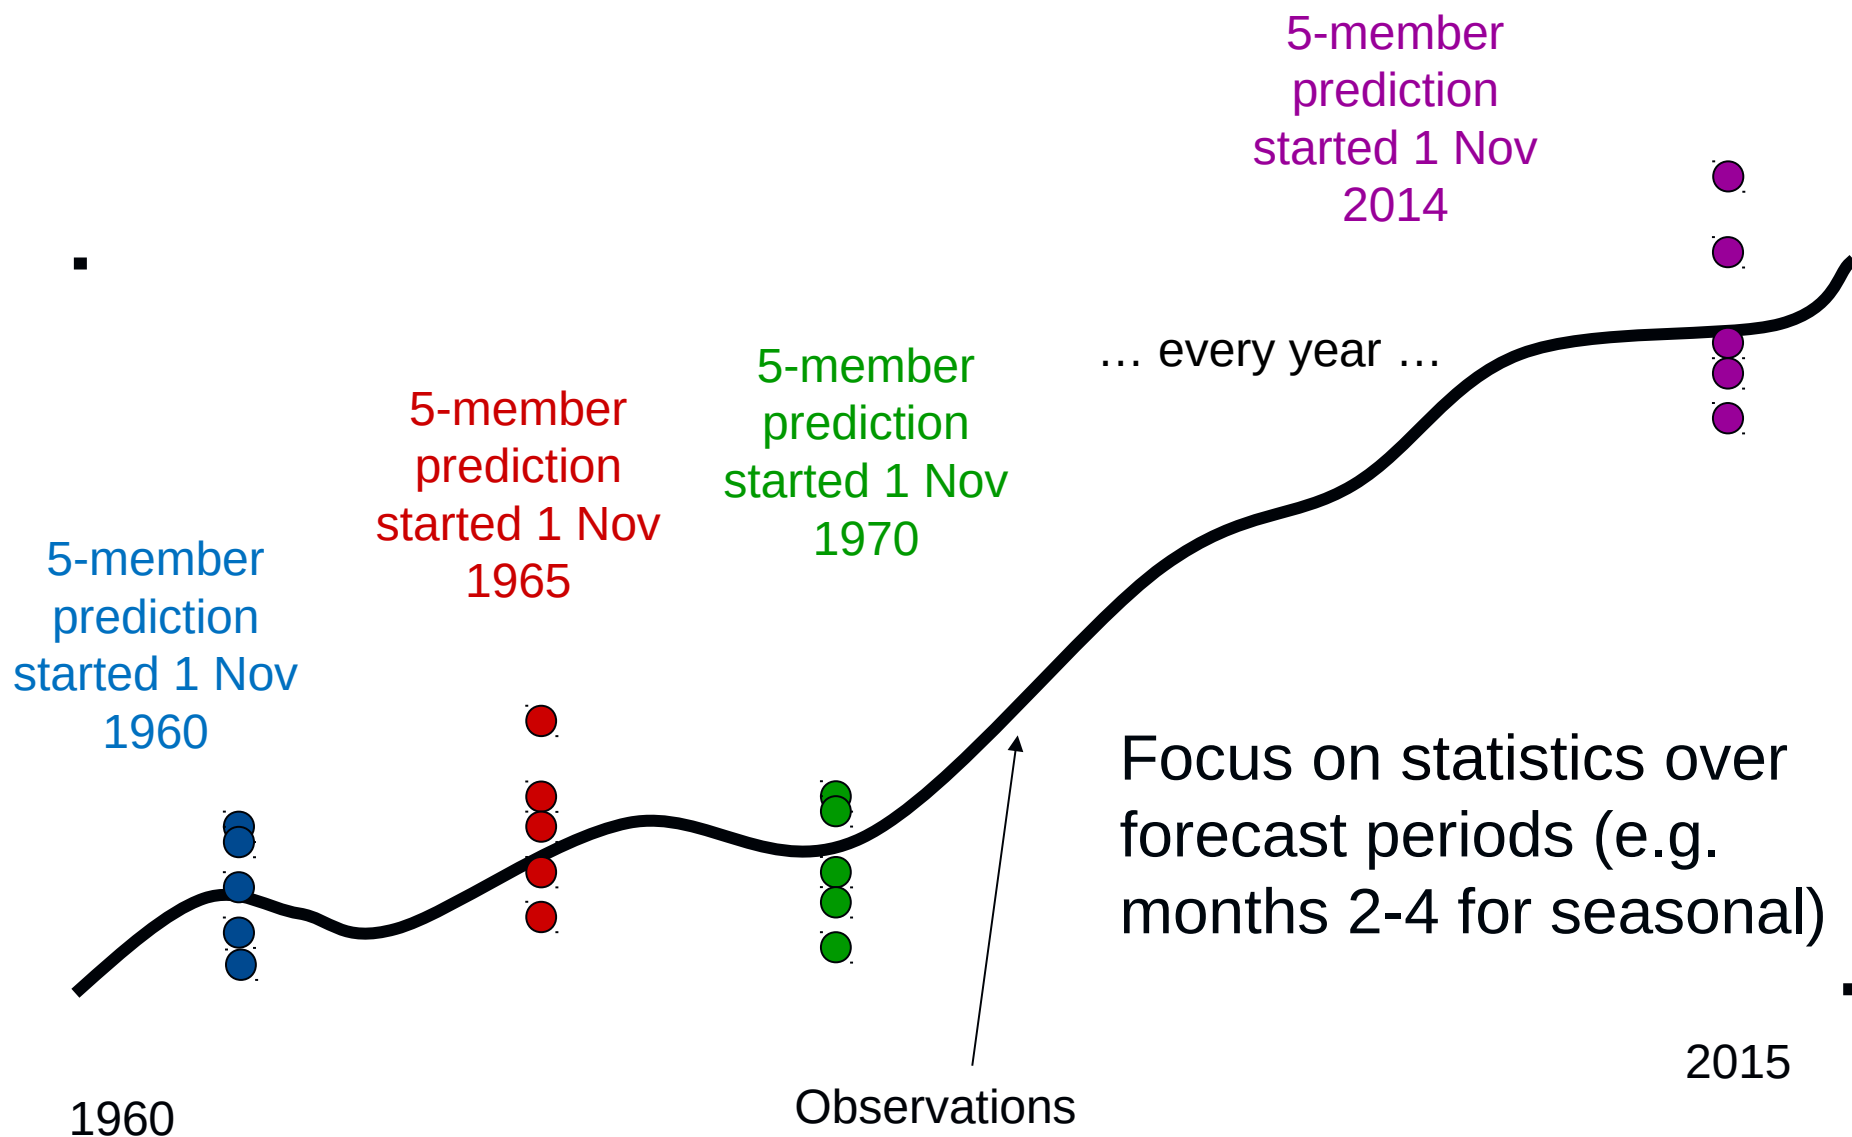 5-member
prediction
started 1 Nov
2014
… every year …
5-member
prediction
started 1 Nov
1970
5-member
prediction
started 1 Nov
1965
5-member
prediction
started 1 Nov
1960
Focus on statistics over
forecast periods (e.g.
months 2-4 for seasonal)
2015
Observations
1960